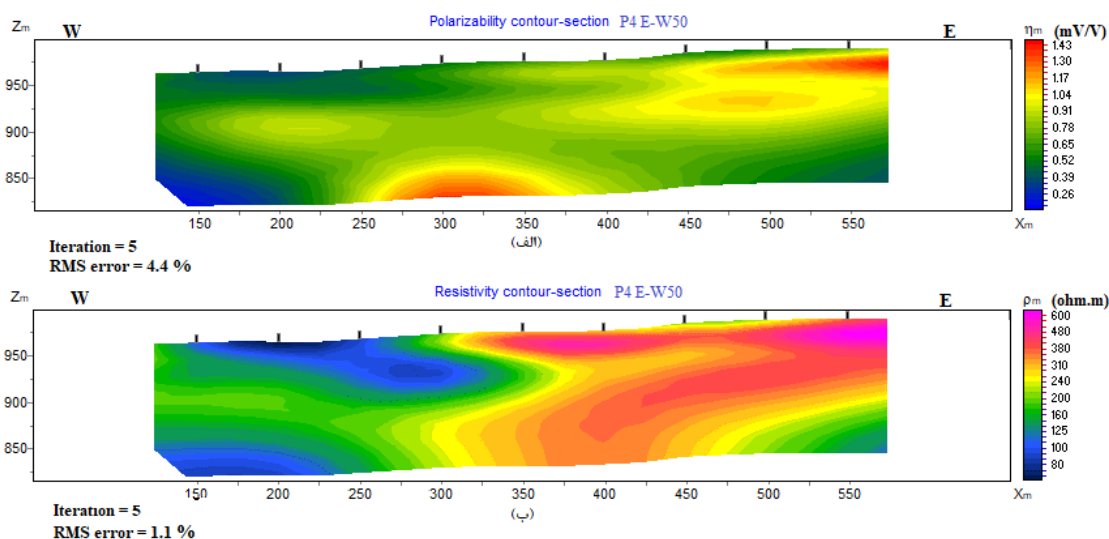 Polarizability contour-section P4 E-W50
Zm W E ηm (mV/V)
1.43
1.30
1.17
1.04
0.91
0.78
0.65
0.52
0.39
0.26
950
900
850
150 200 250 300 350 400 450 500 550 Xm
(الف)
Iteration = 5
RMS error = 4.4 %
Resistivity contour-section P4 E-W50
Zm W E ρm (ohm.m)
600
480
380
310
240
200
160
125
100
80
950
900
850
150 200 250 300 350 400 450 500 550 Xm
(ب)
Iteration = 5
RMS error = 1.1 %